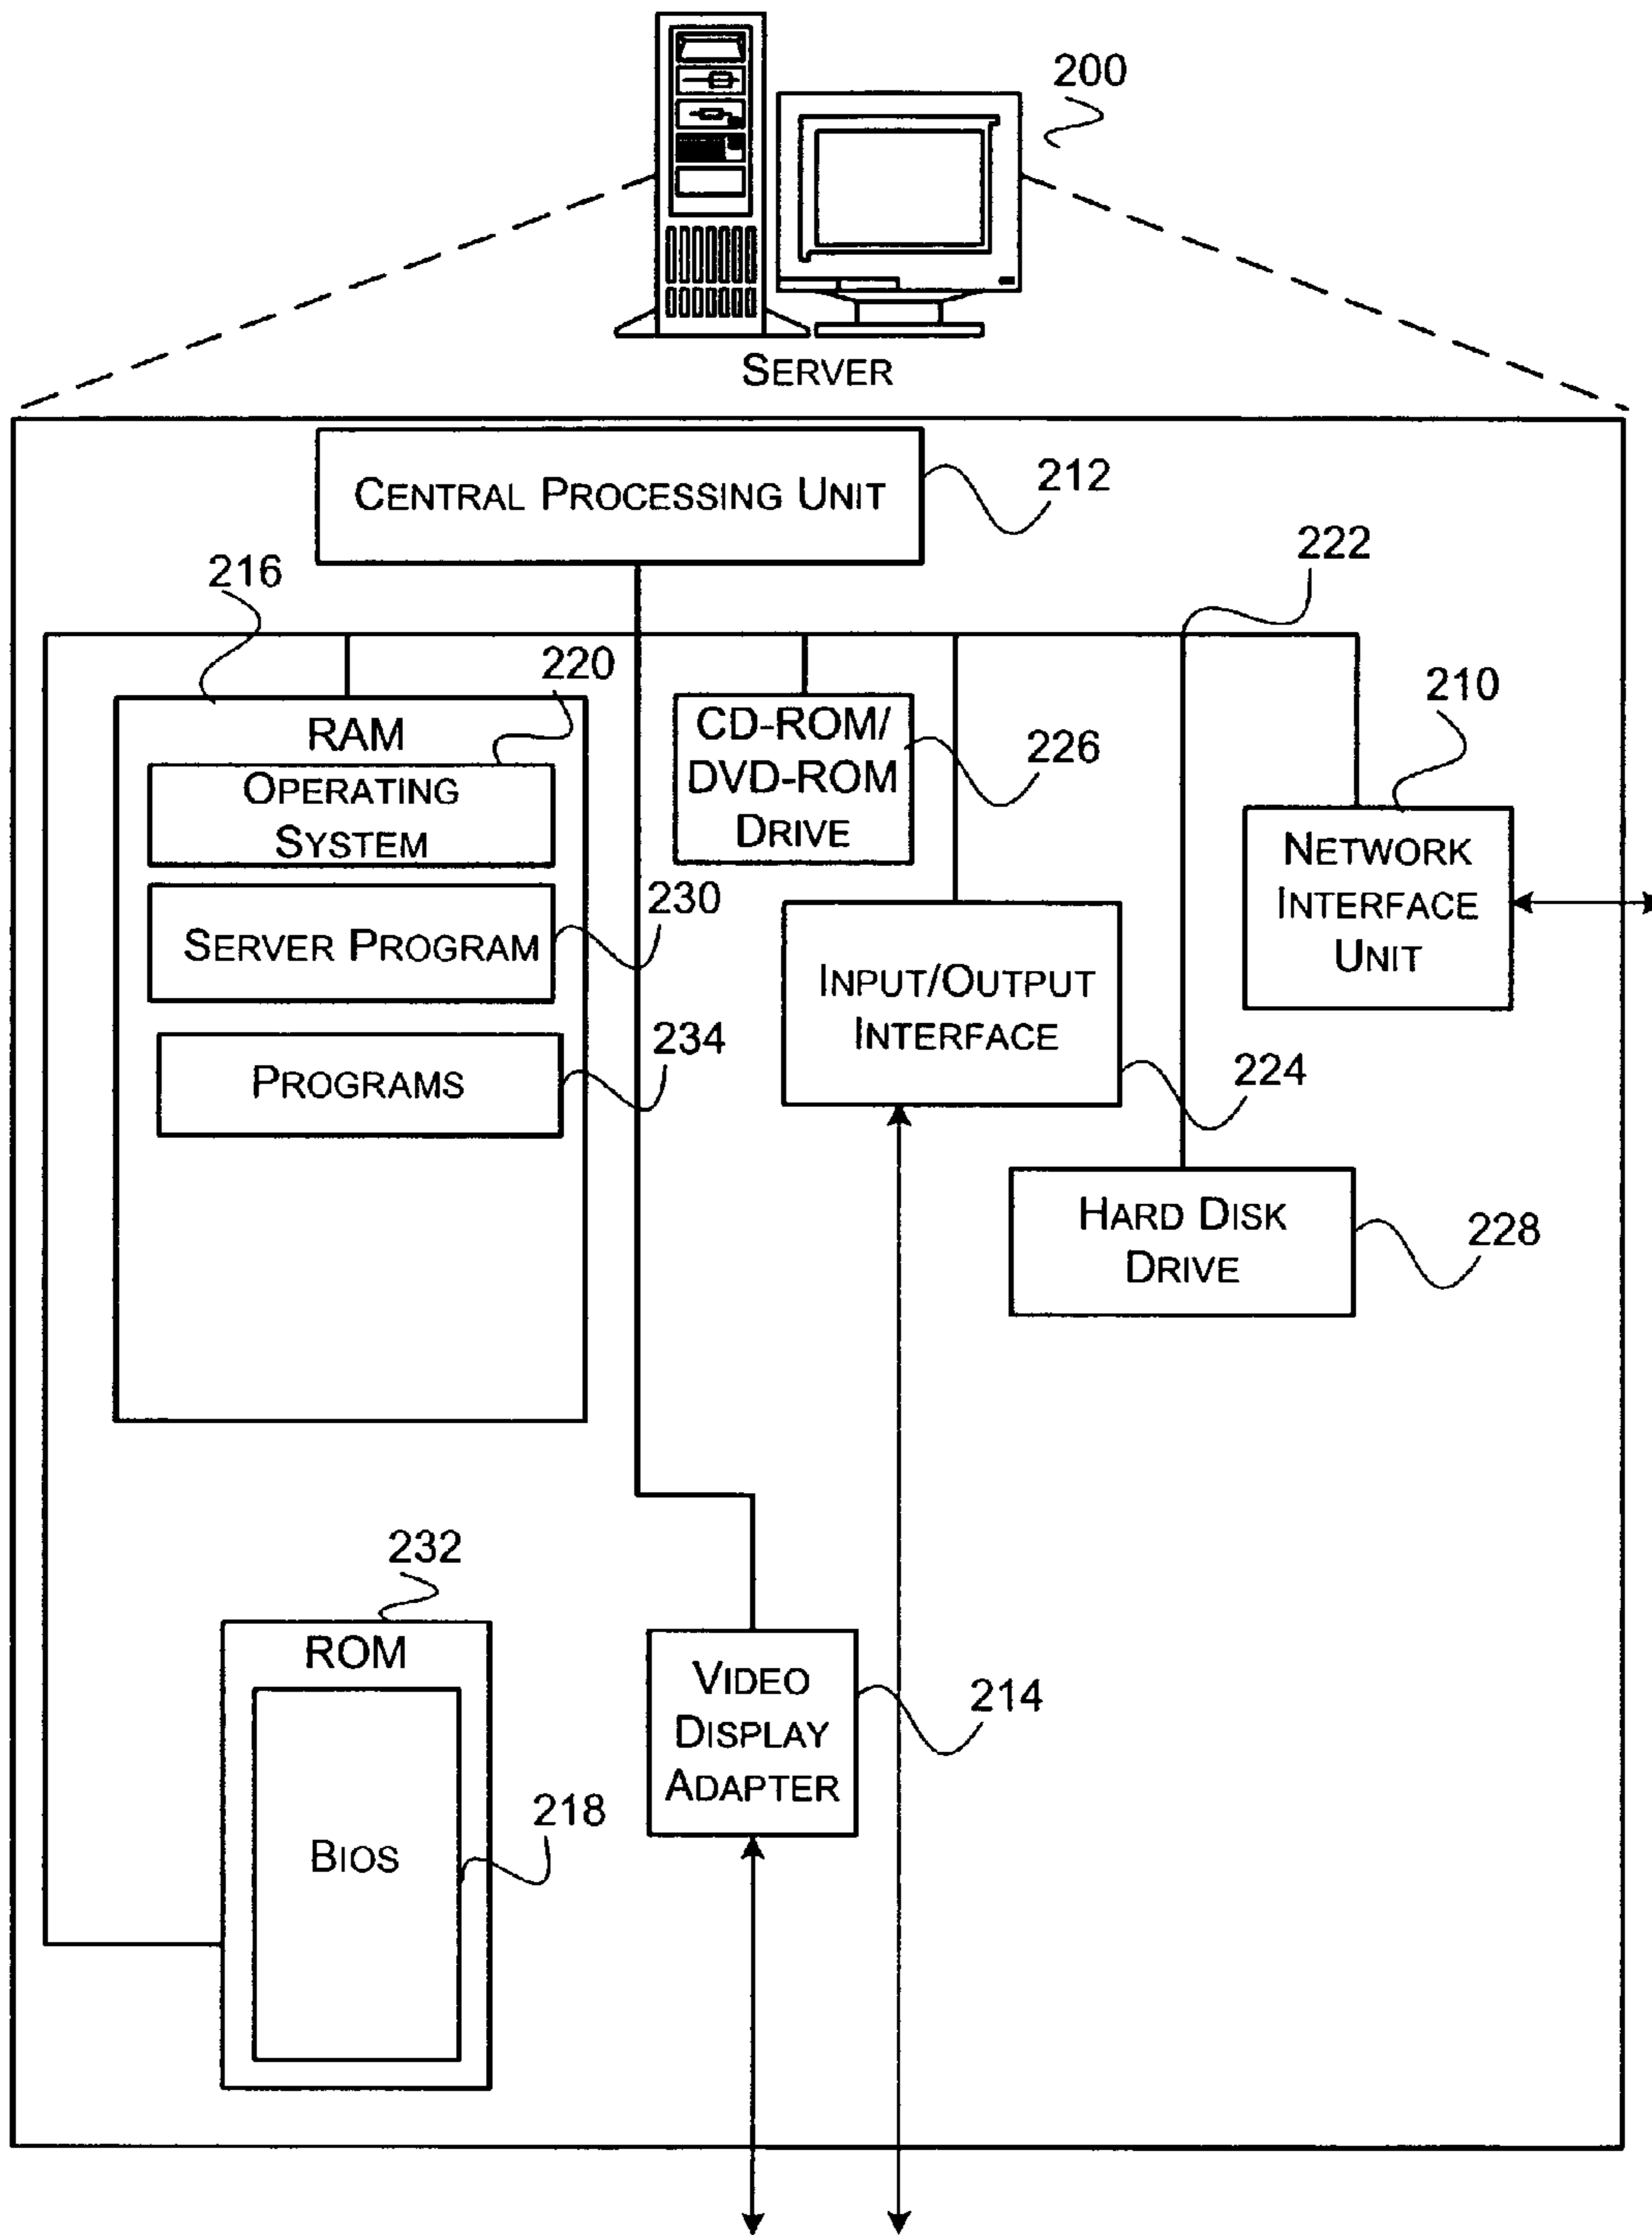 200
SERVER
CENTRAL PROCESSING UNIT
212
222
216
220
210
RAM
OPERATING
SYSTEM
CD-ROM/
DVD-ROM
DRIVE
226
NETWORK
INTERFACE
UNIT
230
SERVER PROGRAM
INPUT/OUTPUT
INTERFACE
234
PROGRAMS
224
HARD DISK
DRIVE
228
232
ROM
VIDEO
DISPLAY
ADAPTER
214
218
BIOS